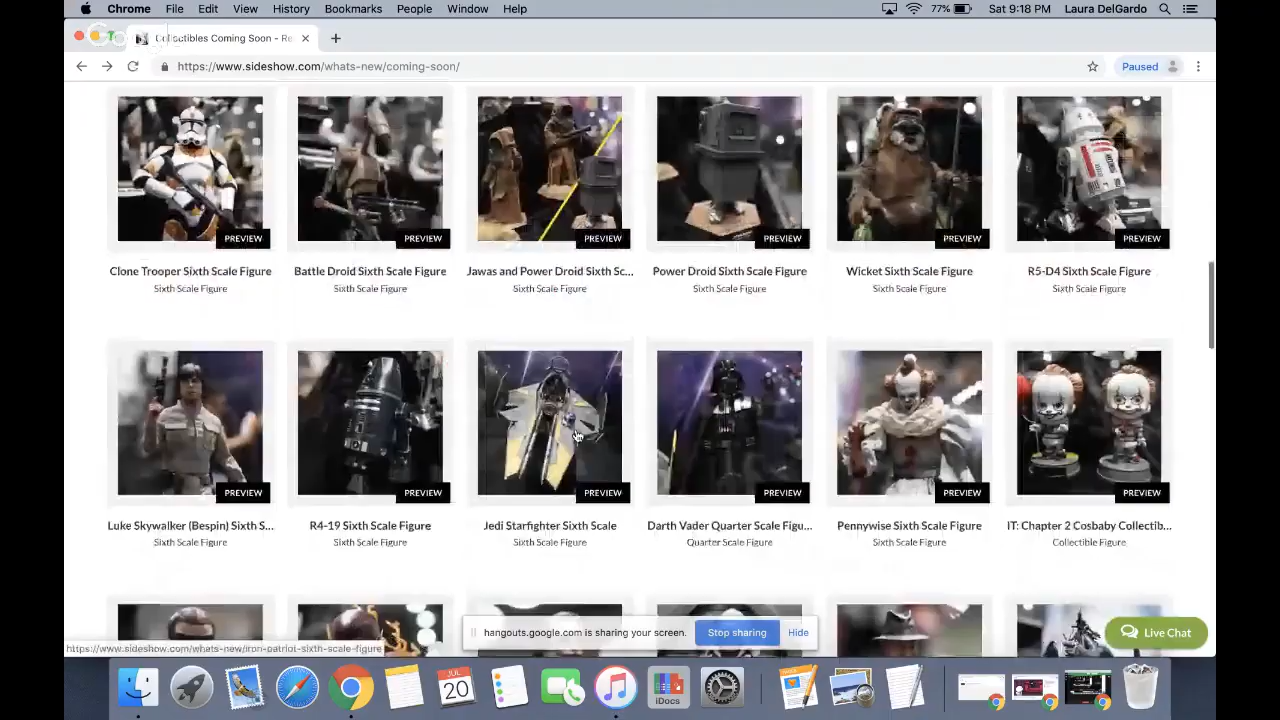 Chrome File Edit View History Bookmarks People Window Help 77% Sat 9:18 PM Laura DelGardo
Collectibles Coming Soon - Re
https://www.sideshow.com/whats-new/coming-soon/ Paused
PREVIEW PREVIEW PREVIEW PREVIEW PREVIEW PREVIEW
Clone Trooper Sixth Scale Figure Battle Droid Sixth Scale Figure Jawas and Power Droid Sixth Sc... Power Droid Sixth Scale Figure Wicket Sixth Scale Figure R5-D4 Sixth Scale Figure
Sixth Scale Figure Sixth Scale Figure Sixth Scale Figure Sixth Scale Figure Sixth Scale Figure Sixth Scale Figure
PREVIEW PREVIEW PREVIEW PREVIEW PREVIEW PREVIEW
Luke Skywalker (Bespin) Sixth S... R4-19 Sixth Scale Figure Jedi Starfighter Sixth Scale Darth Vader Quarter Scale Figu... Pennywise Sixth Scale Figure IT: Chapter 2 Cosbaby Collectib...
Sixth Scale Figure Sixth Scale Figure Sixth Scale Figure Quarter Scale Figure Sixth Scale Figure Collectible Figure
hangouts.google.com is sharing your screen. Stop sharing Hide
Live Chat
https://www.sideshow.com/whats-new/iron-patriot-sixth-scale-figure
JUL
20
iDocs